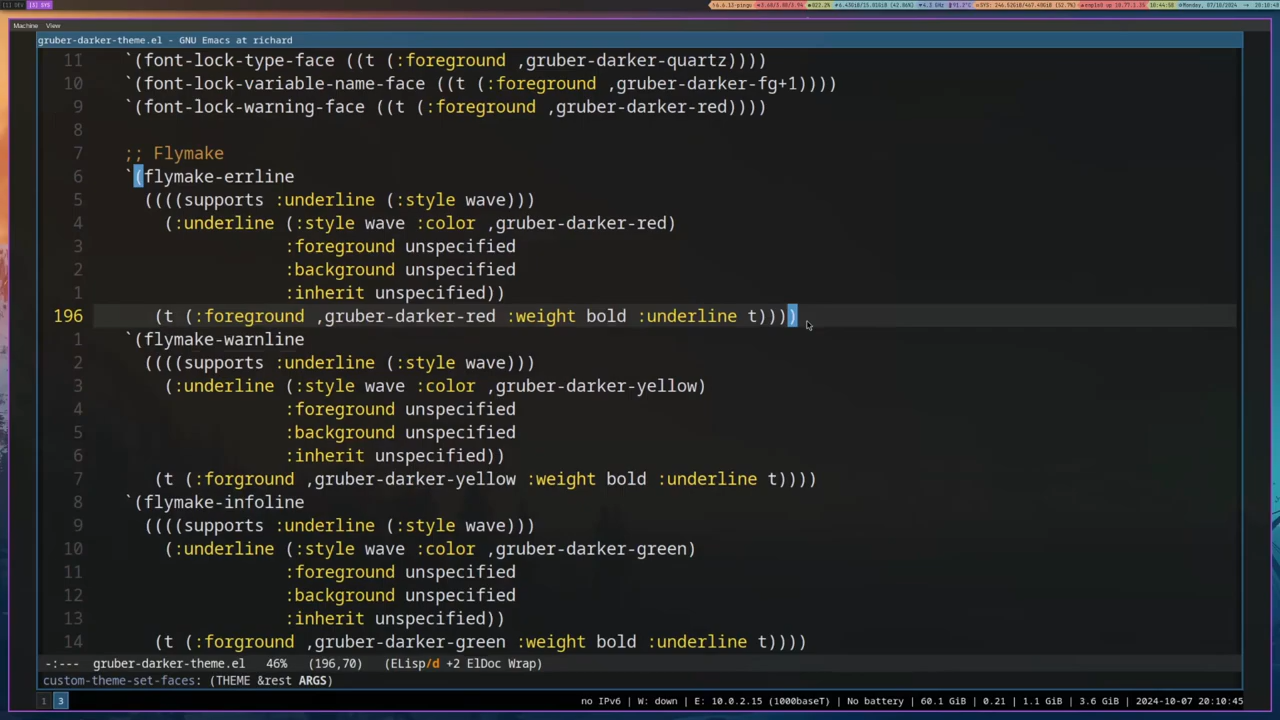 [1] DEV [3] SYS
Machine View
gruber-darker-theme.el - GNU Emacs at richard
11 `(font-lock-type-face ((t (:foreground ,gruber-darker-quartz))))
10 `(font-lock-variable-name-face ((t (:foreground ,gruber-darker-fg+1))))
9 `(font-lock-warning-face ((t (:foreground ,gruber-darker-red))))
8
7 ;; Flymake
6 `(flymake-errline
5 ((((supports :underline (:style wave)))
4 (:underline (:style wave :color ,gruber-darker-red)
3 :foreground unspecified
2 :background unspecified
1 :inherit unspecified))
196 (t (:foreground ,gruber-darker-red :weight bold :underline t))))
1 `(flymake-warnline
2 ((((supports :underline (:style wave)))
3 (:underline (:style wave :color ,gruber-darker-yellow)
4 :foreground unspecified
5 :background unspecified
6 :inherit unspecified))
7 (t (:forground ,gruber-darker-yellow :weight bold :underline t))))
8 `(flymake-infoline
9 ((((supports :underline (:style wave)))
10 (:underline (:style wave :color ,gruber-darker-green)
11 :foreground unspecified
12 :background unspecified
13 :inherit unspecified))
14 (t (:forground ,gruber-darker-green :weight bold :underline t))))
-:--- gruber-darker-theme.el 46% (196,70) (ELisp/d +2 ElDoc Wrap)
custom-theme-set-faces: (THEME &rest ARGS)
1 3 no IPv6 | W: down | E: 10.0.2.15 (1000baseT) | No battery | 60.1 GiB | 0.21 | 1.1 GiB | 3.6 GiB | 2024-10-07 20:10:45